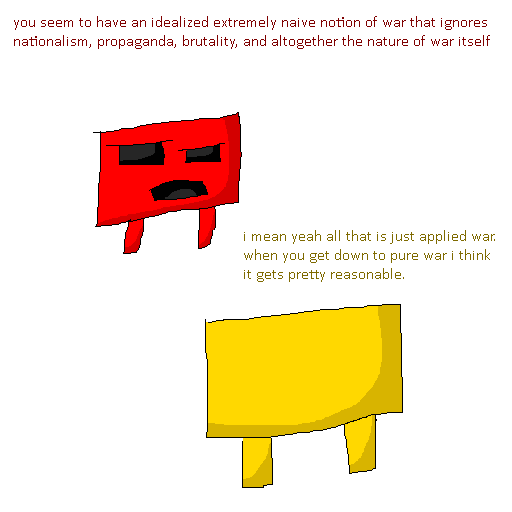 you seem to have an idealized extremely naive notion of war that ignores
nationalism, propaganda, brutality, and altogether the nature of war itself
i mean yeah all that is just applied war.
when you get down to pure war i think
it gets pretty reasonable.